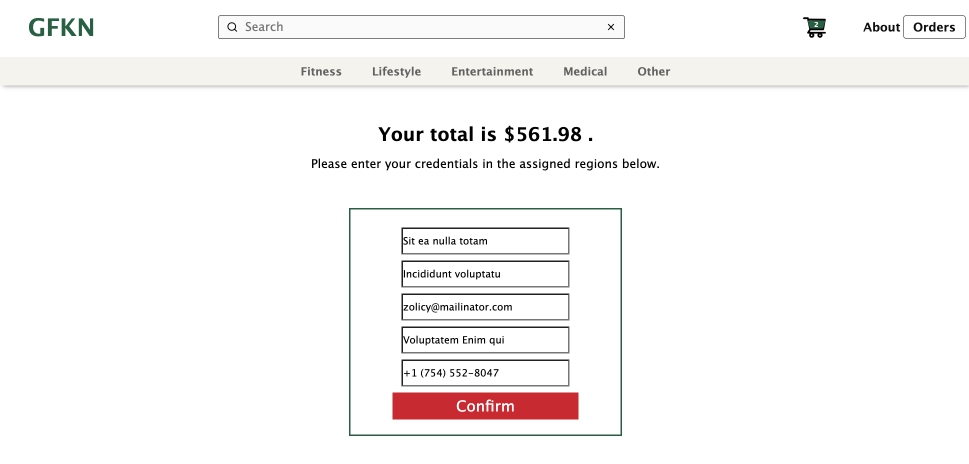 GFKN
Search
2
About
Orders
Fitness
Lifestyle
Entertainment
Medical
Other
Your total is $561.98 .
Please enter your credentials in the assigned regions below.
Sit ea nulla totam
Incididunt voluptatu
zolicy@mailinator.com
Voluptatem Enim qui
+1 (754) 552-8047
Confirm